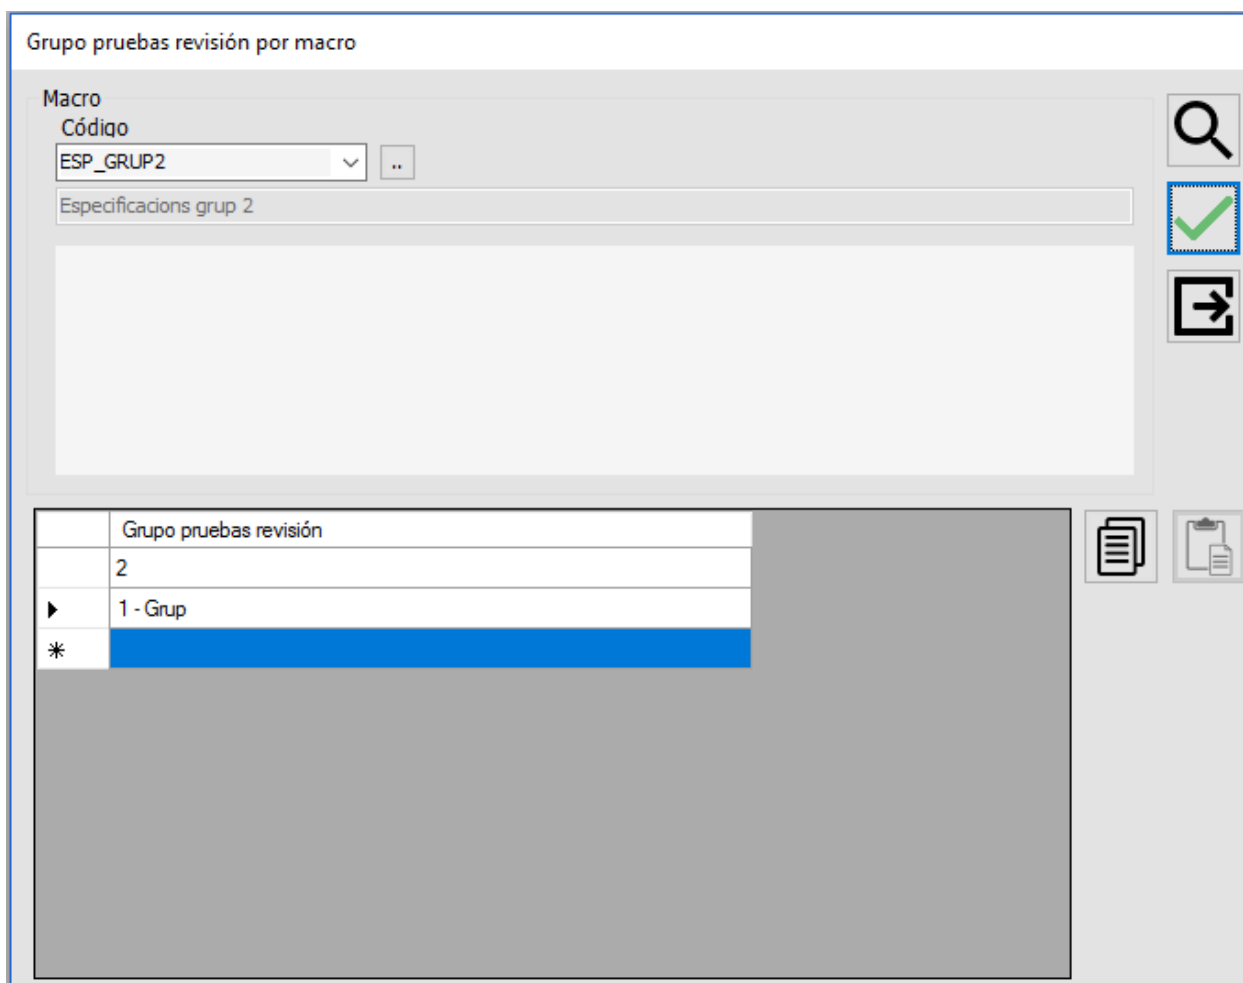 Grupo pruebas revisión por macro
Macro
Código
ESP_GRUP2
..
Especificacions grup 2
Grupo pruebas revisión
2
1 - Grup